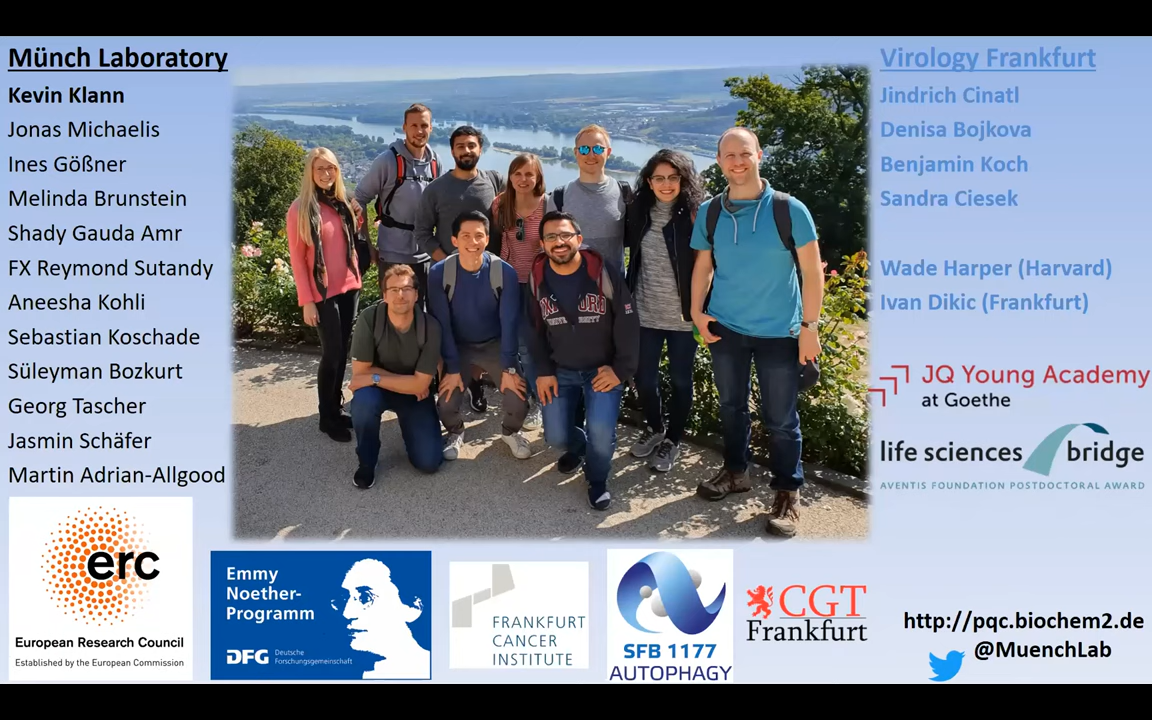 Münch Laboratory
Kevin Klann
Jonas Michaelis
Ines Gößner
Melinda Brunstein
Shady Gauda Amr
FX Reymond Sutandy
Aneesha Kohli
Sebastian Koschade
Süleyman Bozkurt
Georg Tascher
Jasmin Schäfer
Martin Adrian-Allgood
Virology Frankfurt
Jindrich Cinatl
Denisa Bojkova
Benjamin Koch
Sandra Ciesek
Wade Harper (Harvard)
Ivan Dikic (Frankfurt)
JQ Young Academy
at Goethe
life sciences bridge
AVENTIS FOUNDATION POSTDOCTORAL AWARD
erc
European Research Council
Established by the European Commission
Emmy
Noether-
Programm
DFG Deutsche
Forschungsgemeinschaft
FRANKFURT
CANCER
INSTITUTE
SFB 1177
AUTOPHAGY
CGT
Frankfurt
http://pqc.biochem2.de
@MuenchLab